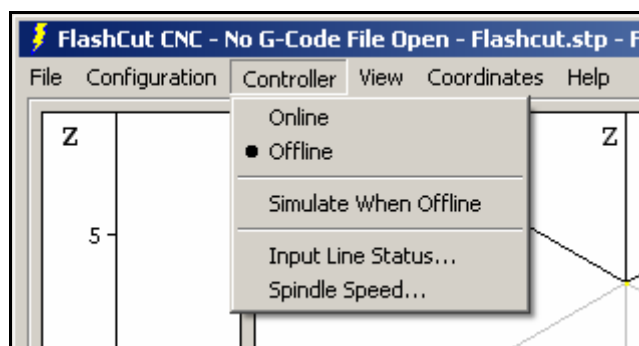 FlashCut CNC - No G-Code File Open - Flashcut.stp -
File Configuration Controller View Coordinates Help
Online
Offline
Simulate When Offline
Input Line Status...
Spindle Speed...
Z
5
Z